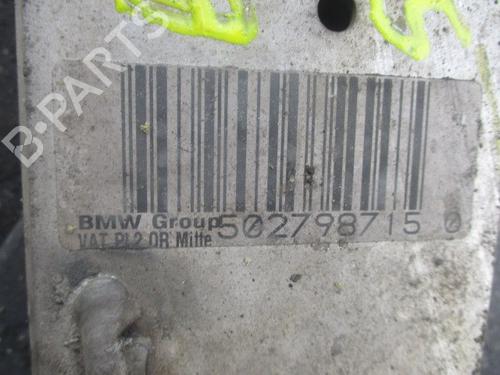 B-PARTS
BMW Group 502798715 0
VAT PL2 OR Mitte